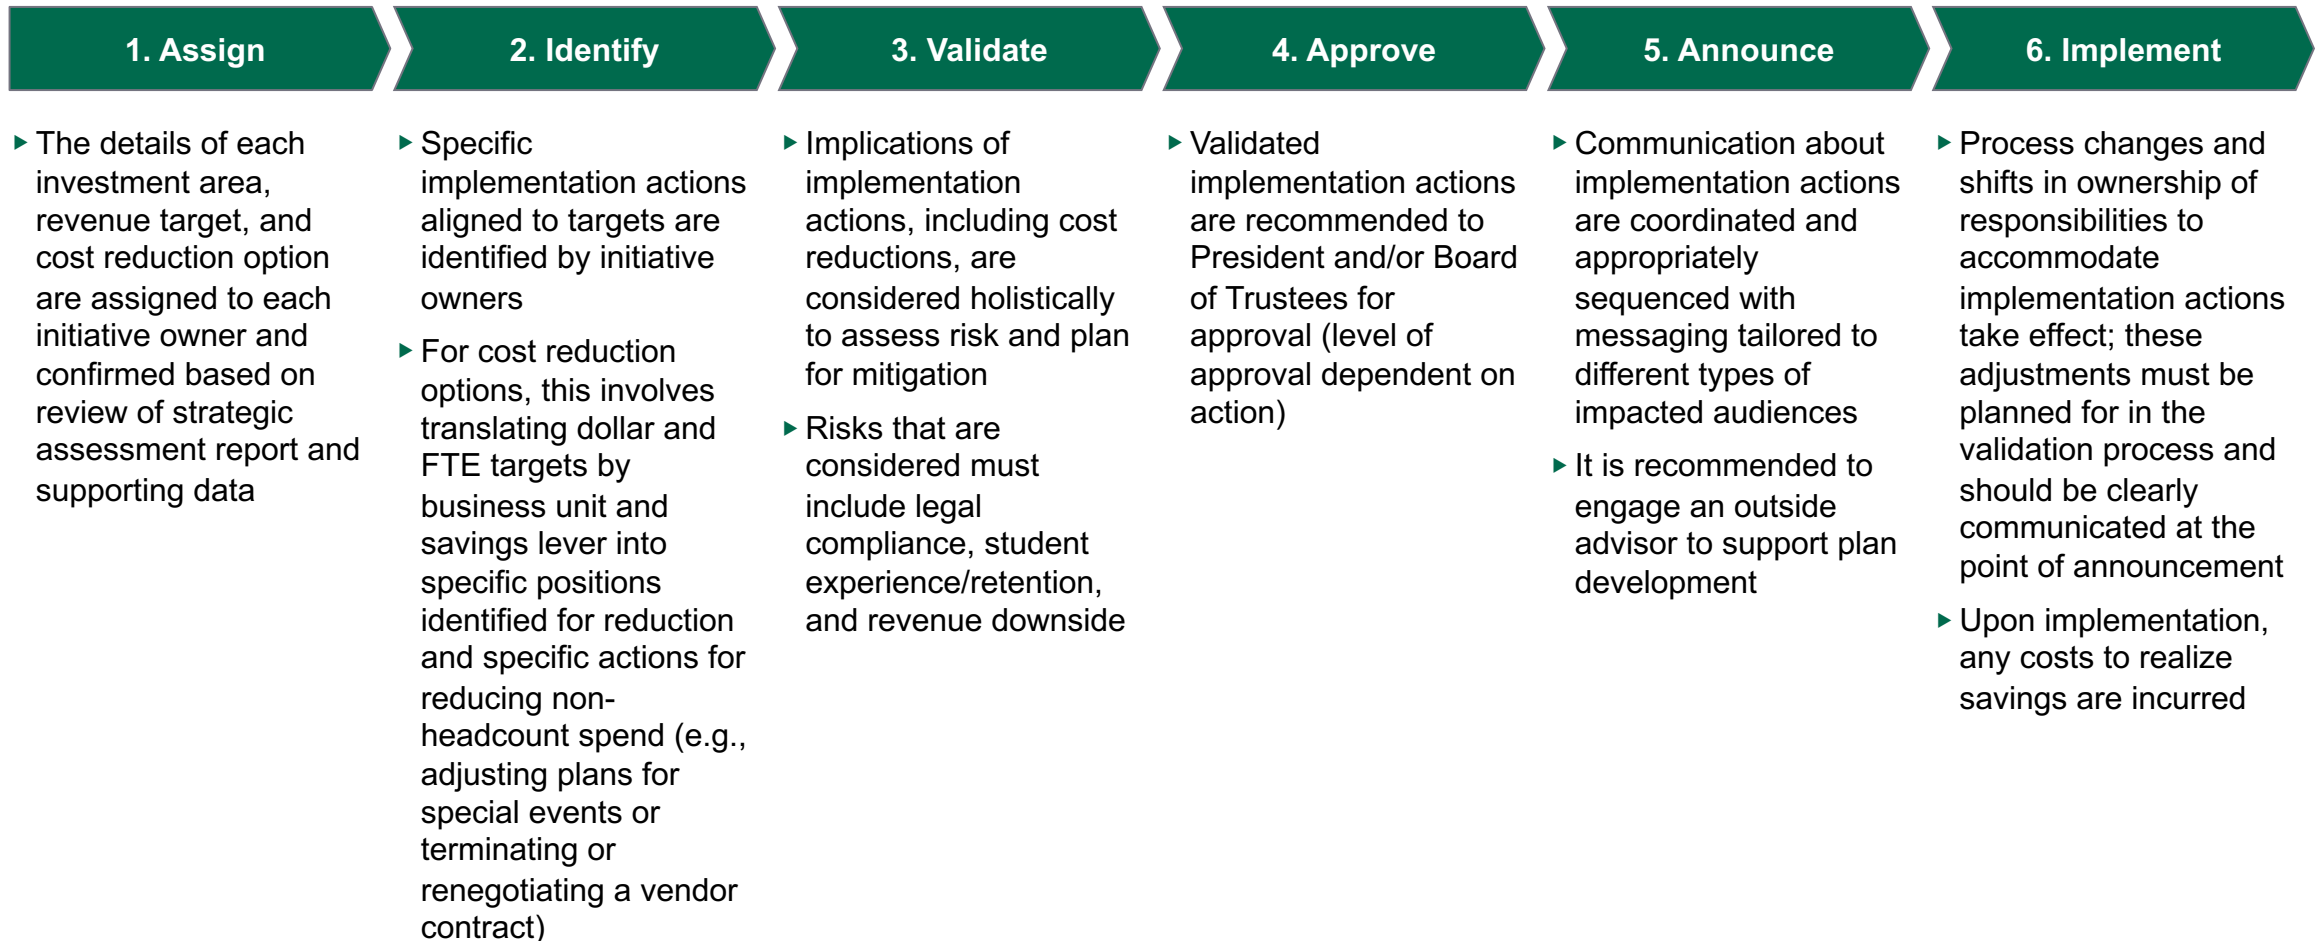 1. Assign
2. Identify
3. Validate
4. Approve
5. Announce
6. Implement
The details of each
investment area,
revenue target, and
cost reduction option
are assigned to each
initiative owner and
confirmed based on
review of strategic
assessment report and
supporting data
Specific
implementation actions
aligned to targets are
identified by initiative
owners
For cost reduction
options, this involves
translating dollar and
FTE targets by
business unit and
savings lever into
specific positions
identified for reduction
and specific actions for
reducing non-
headcount spend (e.g.,
adjusting plans for
special events or
terminating or
renegotiating a vendor
contract)
Implications of
implementation
actions, including cost
reductions, are
considered holistically
to assess risk and plan
for mitigation
Risks that are
considered must
include legal
compliance, student
experience/retention,
and revenue downside
Validated
implementation actions
are recommended to
President and/or Board
of Trustees for
approval (level of
approval dependent on
action)
Communication about
implementation actions
are coordinated and
appropriately
sequenced with
messaging tailored to
different types of
impacted audiences
It is recommended to
engage an outside
advisor to support plan
development
Process changes and
shifts in ownership of
responsibilities to
accommodate
implementation actions
take effect; these
adjustments must be
planned for in the
validation process and
should be clearly
communicated at the
point of announcement
Upon implementation,
any costs to realize
savings are incurred